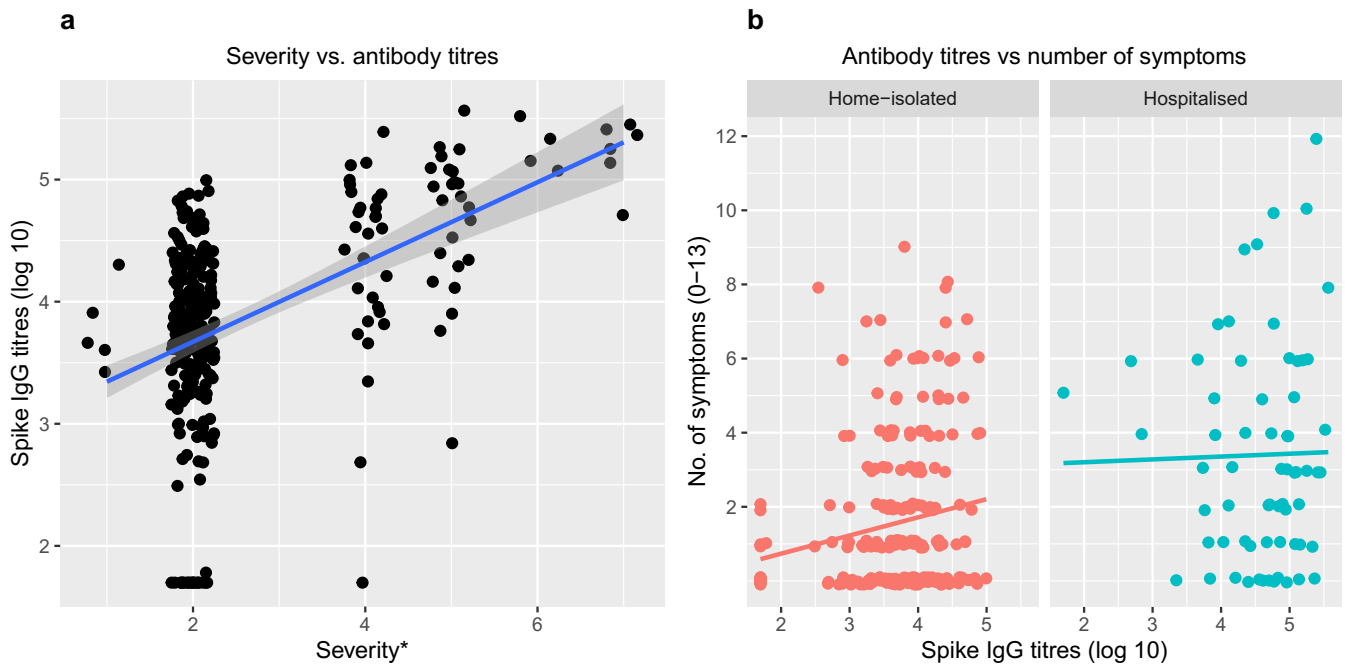 a
Severity vs. antibody titres
Spike IgG titres (log 10)
5
4
3
2
2 4 6
Severity*
b
Antibody titres vs number of symptoms
Home−isolated Hospitalised
No. of symptoms (0−13)
12
10
8
6
4
2
1 2 3 4 5 2 3 4 5
Spike IgG titres (log 10)